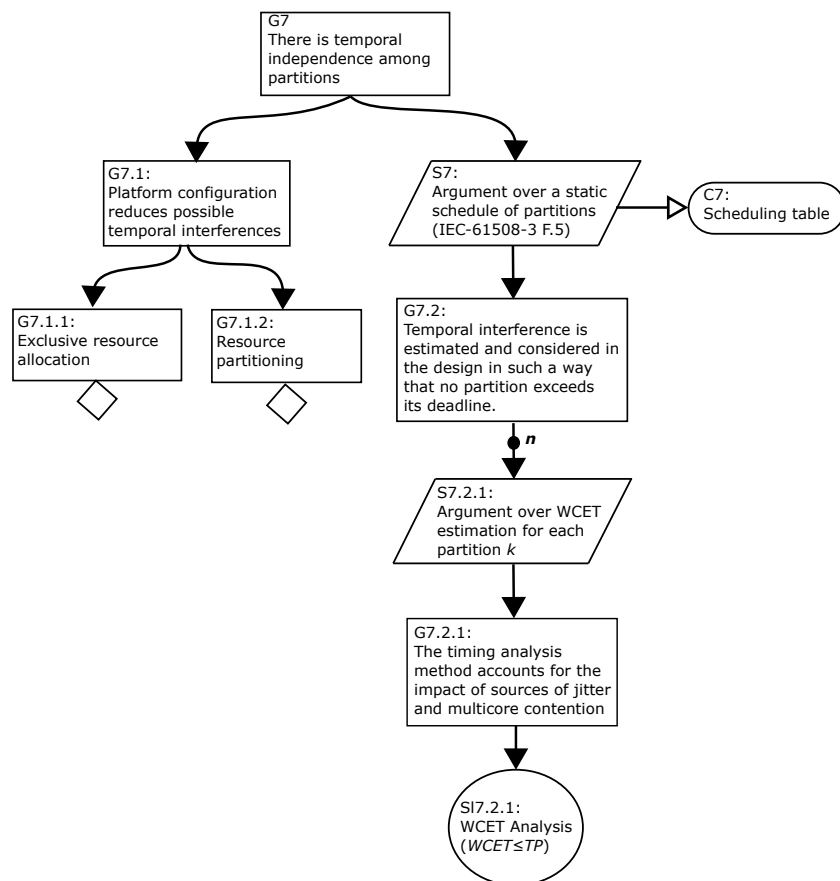 G7
There is temporal
independence among
partitions
G7.1:
Platform configuration
reduces possible
temporal interferences
S7:
Argument over a static
schedule of partitions
(IEC-61508-3 F.5)
C7:
Scheduling table
G7.1.1:
Exclusive resource
allocation
G7.1.2:
Resource
partitioning
G7.2:
Temporal interference is
estimated and considered in
the design in such a way
that no partition exceeds
its deadline.
n
S7.2.1:
Argument over WCET
estimation for each
partition k
G7.2.1:
The timing analysis
method accounts for the
impact of sources of jitter
and multicore contention
Sl7.2.1:
WCET Analysis
(WCET≤TP)